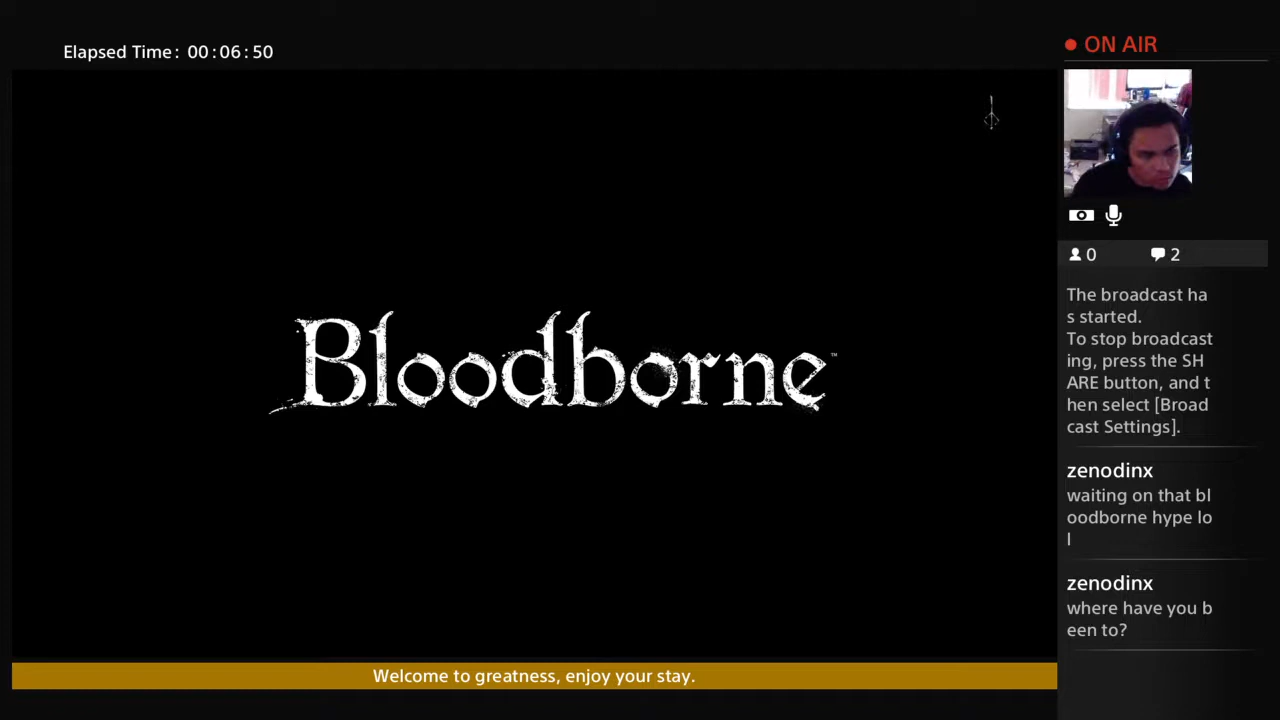 Elapsed Time: 00:06:50
ON AIR
0 2
Bloodborne™
The broadcast ha
s started.
To stop broadcast
ing, press the SH
ARE button, and t
hen select [Broad
cast Settings].
zenodinx
waiting on that bl
oodborne hype lo
l
zenodinx
where have you b
een to?
Welcome to greatness, enjoy your stay.